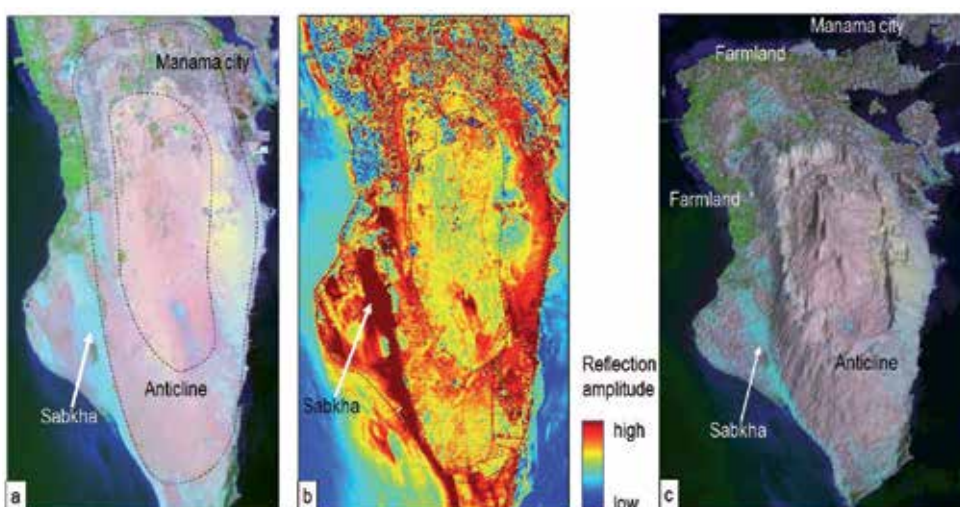 Manama city
Anticline
Sabkha
a
Sabkha
b
Reflection
amplitude
high
low
Manama city
Farmland
Farmland
Anticline
Sabkha
c